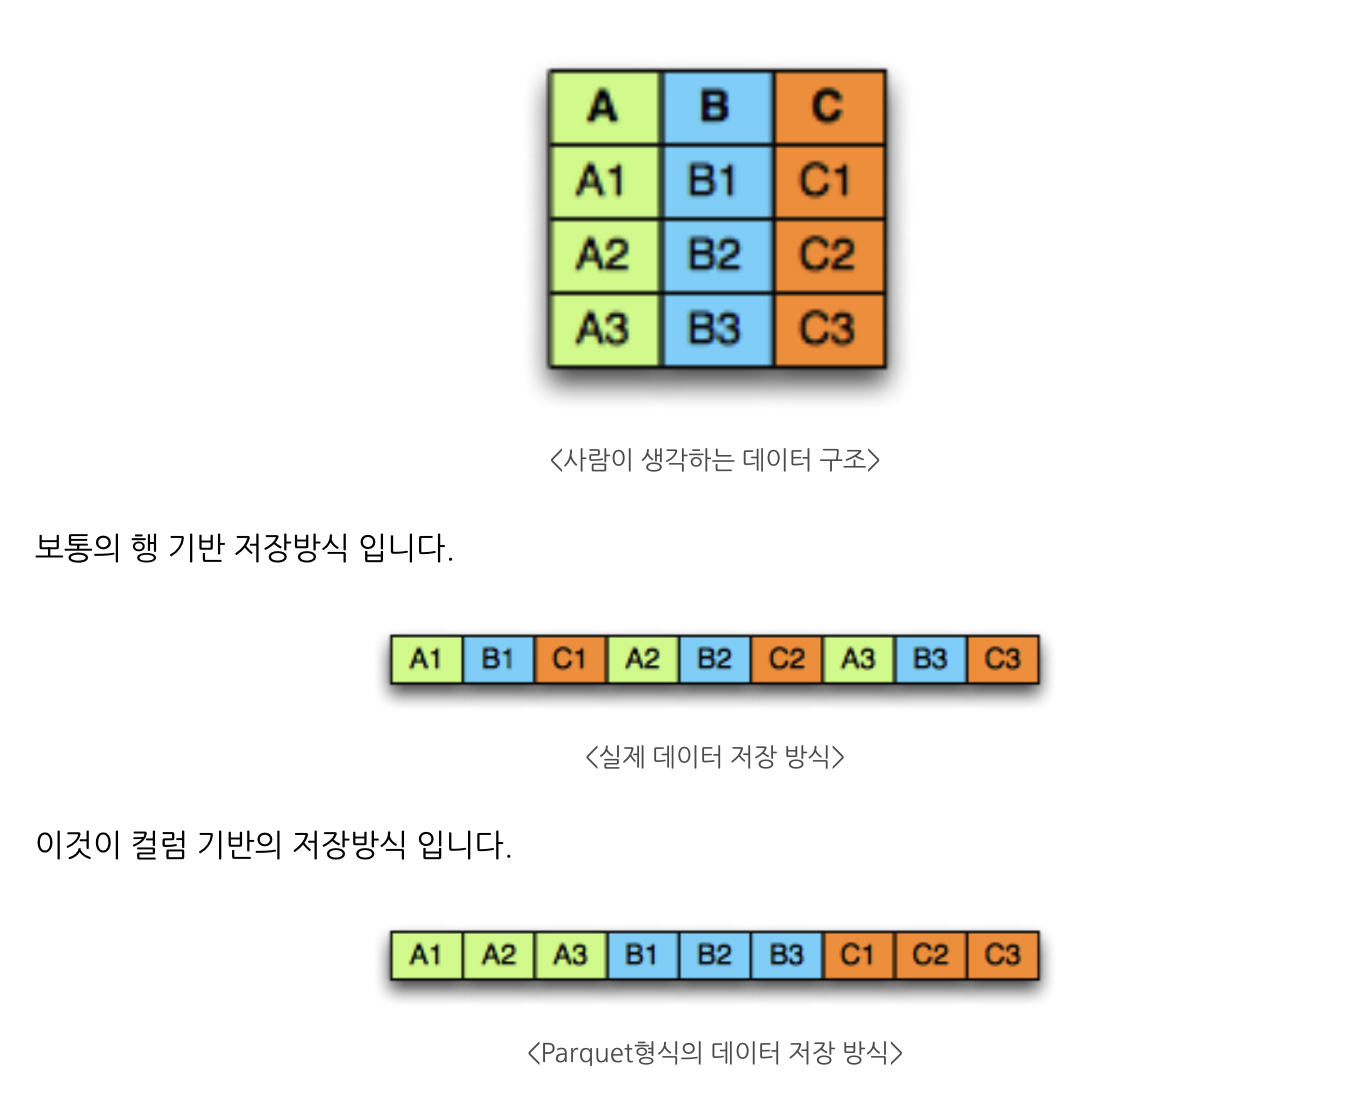 A B C
A1 B1 C1
A2 B2 C2
A3 B3 C3
<사람이 생각하는 데이터 구조>
보통의 행 기반 저장방식 입니다.
A1 B1 C1 A2 B2 C2 A3 B3 C3
<실제 데이터 저장 방식>
이것이 컬럼 기반의 저장방식 입니다.
A1 A2 A3 B1 B2 B3 C1 C2 C3
<Parquet형식의 데이터 저장 방식>